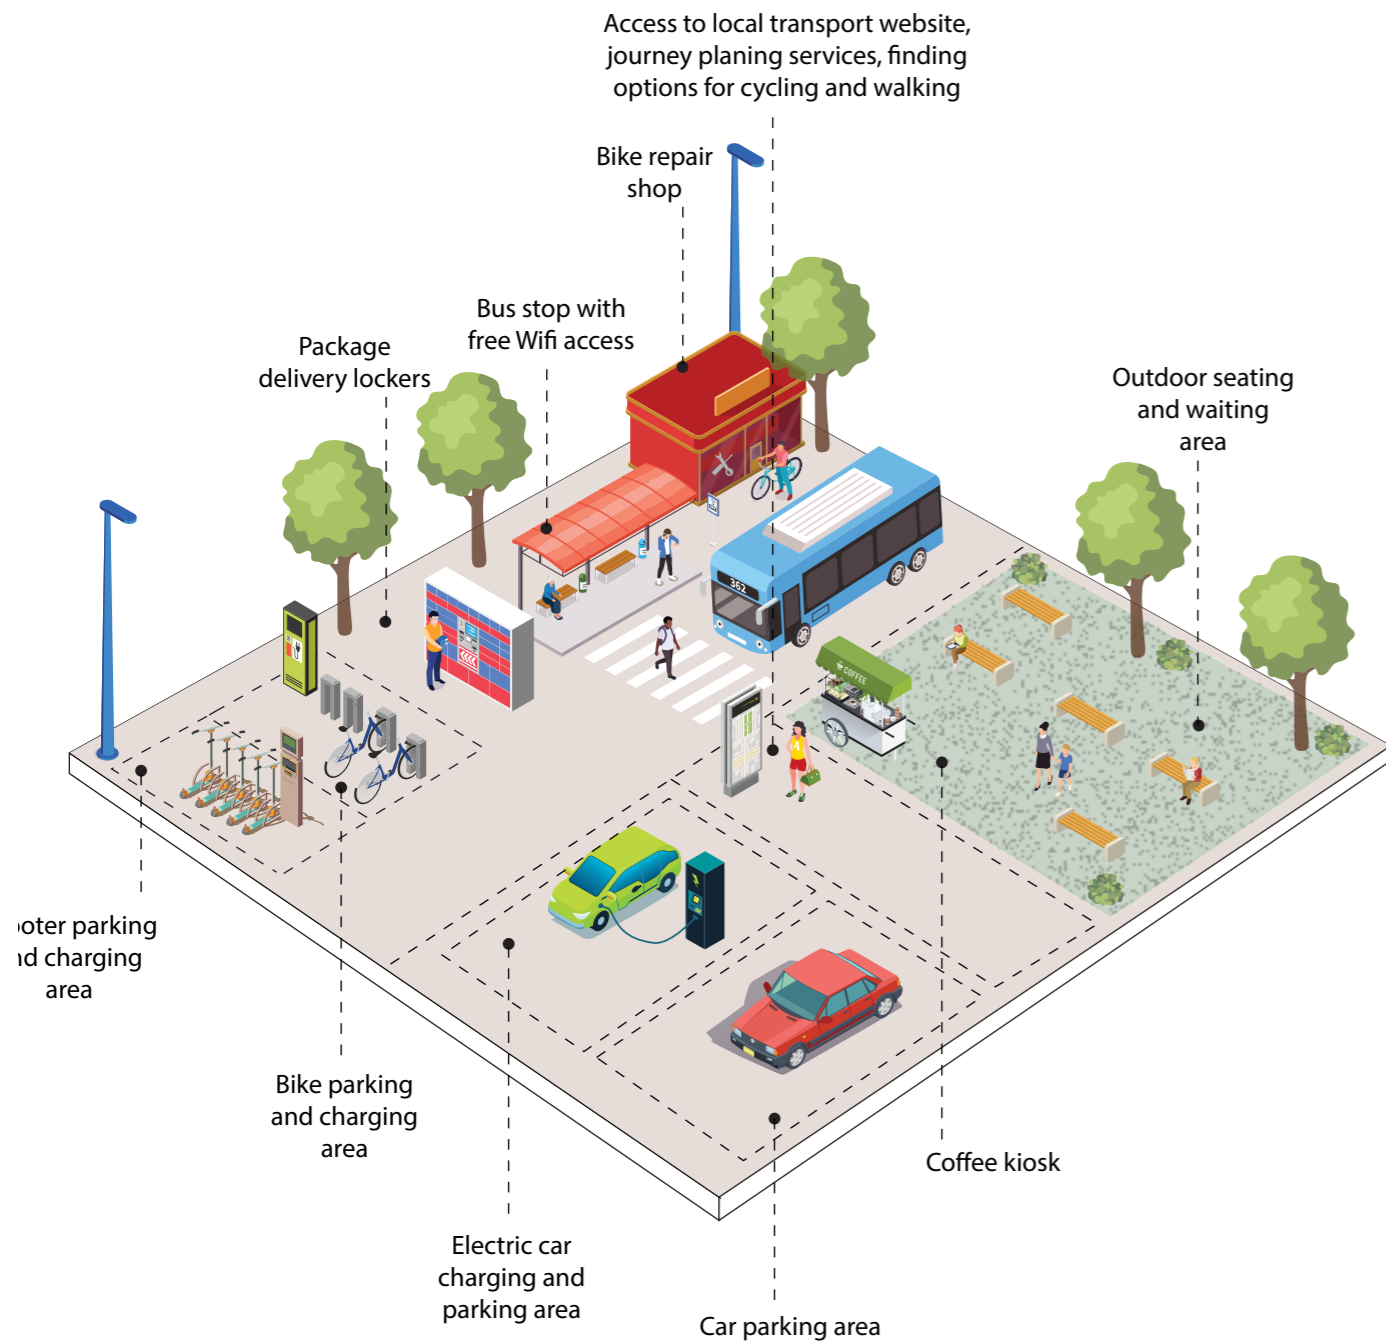 Access to local transport website,
journey planing services, finding
options for cycling and walking
Bike repair
shop
Bus stop with
free Wifi access
Package
delivery lockers
Outdoor seating
and waiting
area
362
COFFEE
ooter parking
nd charging
area
Bike parking
and charging
area
Coffee kiosk
Electric car
charging and
parking area
Car parking area